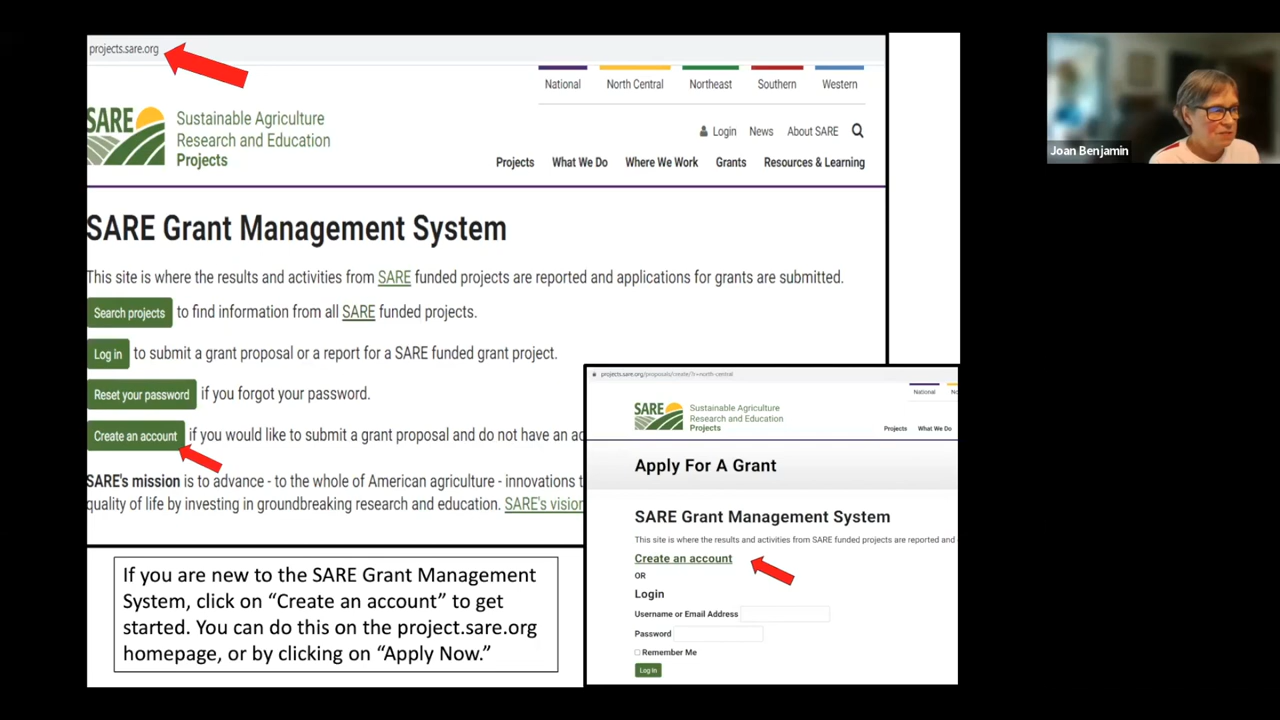 projects.sare.org
National North Central Northeast Southern Western
SARE
Sustainable Agriculture
Research and Education
Projects
Login News About SARE
Projects What We Do Where We Work Grants Resources & Learning
SARE Grant Management System
This site is where the results and activities from SARE funded projects are reported and applications for grants are submitted.
Search projects to find information from all SARE funded projects.
Log in to submit a grant proposal or a report for a SARE funded grant project.
Reset your password if you forgot your password.
Create an account if you would like to submit a grant proposal and do not have an ac
SARE's mission is to advance - to the whole of American agriculture - innovations t
quality of life by investing in groundbreaking research and education. SARE's vision
If you are new to the SARE Grant Management
System, click on “Create an account” to get
started. You can do this on the project.sare.org
homepage, or by clicking on “Apply Now.”
projects.sare.org/proposals/create/?r=north-central
National No
SARE
Sustainable Agriculture
Research and Education
Projects
Projects What We Do
Apply For A Grant
SARE Grant Management System
This site is where the results and activities from SARE funded projects are reported and
Create an account
OR
Login
Username or Email Address
Password
Remember Me
Log In
Joan Benjamin